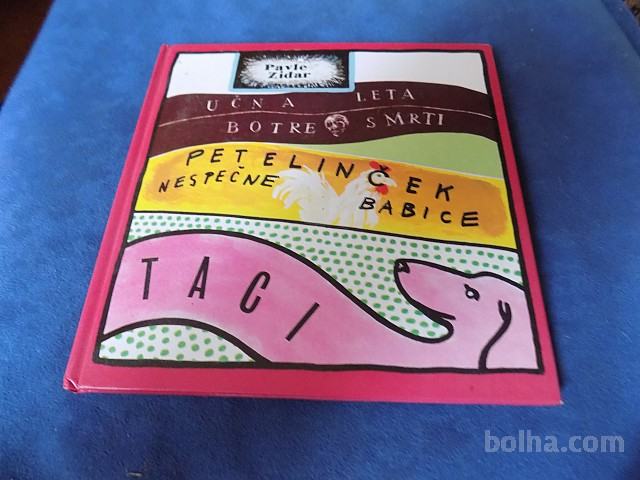 Pavle
Zidar
UČNA LETA
BOTRE SMRTI
PETELINČEK
NESPEČNE BABICE
TACI
bolha.com